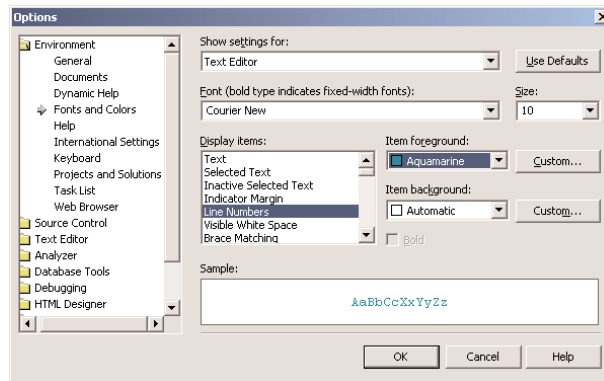 Options
Environment
General
Documents
Dynamic Help
Fonts and Colors
Help
International Settings
Keyboard
Projects and Solutions
Task List
Web Browser
Source Control
Text Editor
Analyzer
Database Tools
Debugging
HTML Designer
Show settings for:
Text Editor
Use Defaults
Font (bold type indicates fixed-width fonts):
Size:
Courier New
10
Display items:
Text
Selected Text
Inactive Selected Text
Indicator Margin
Line Numbers
Visible White Space
Brace Matching
Item foreground:
Aquamarine
Custom...
Item background:
Automatic
Custom...
Bold
Sample:
AaBbCcXxYyZz
OK
Cancel
Help